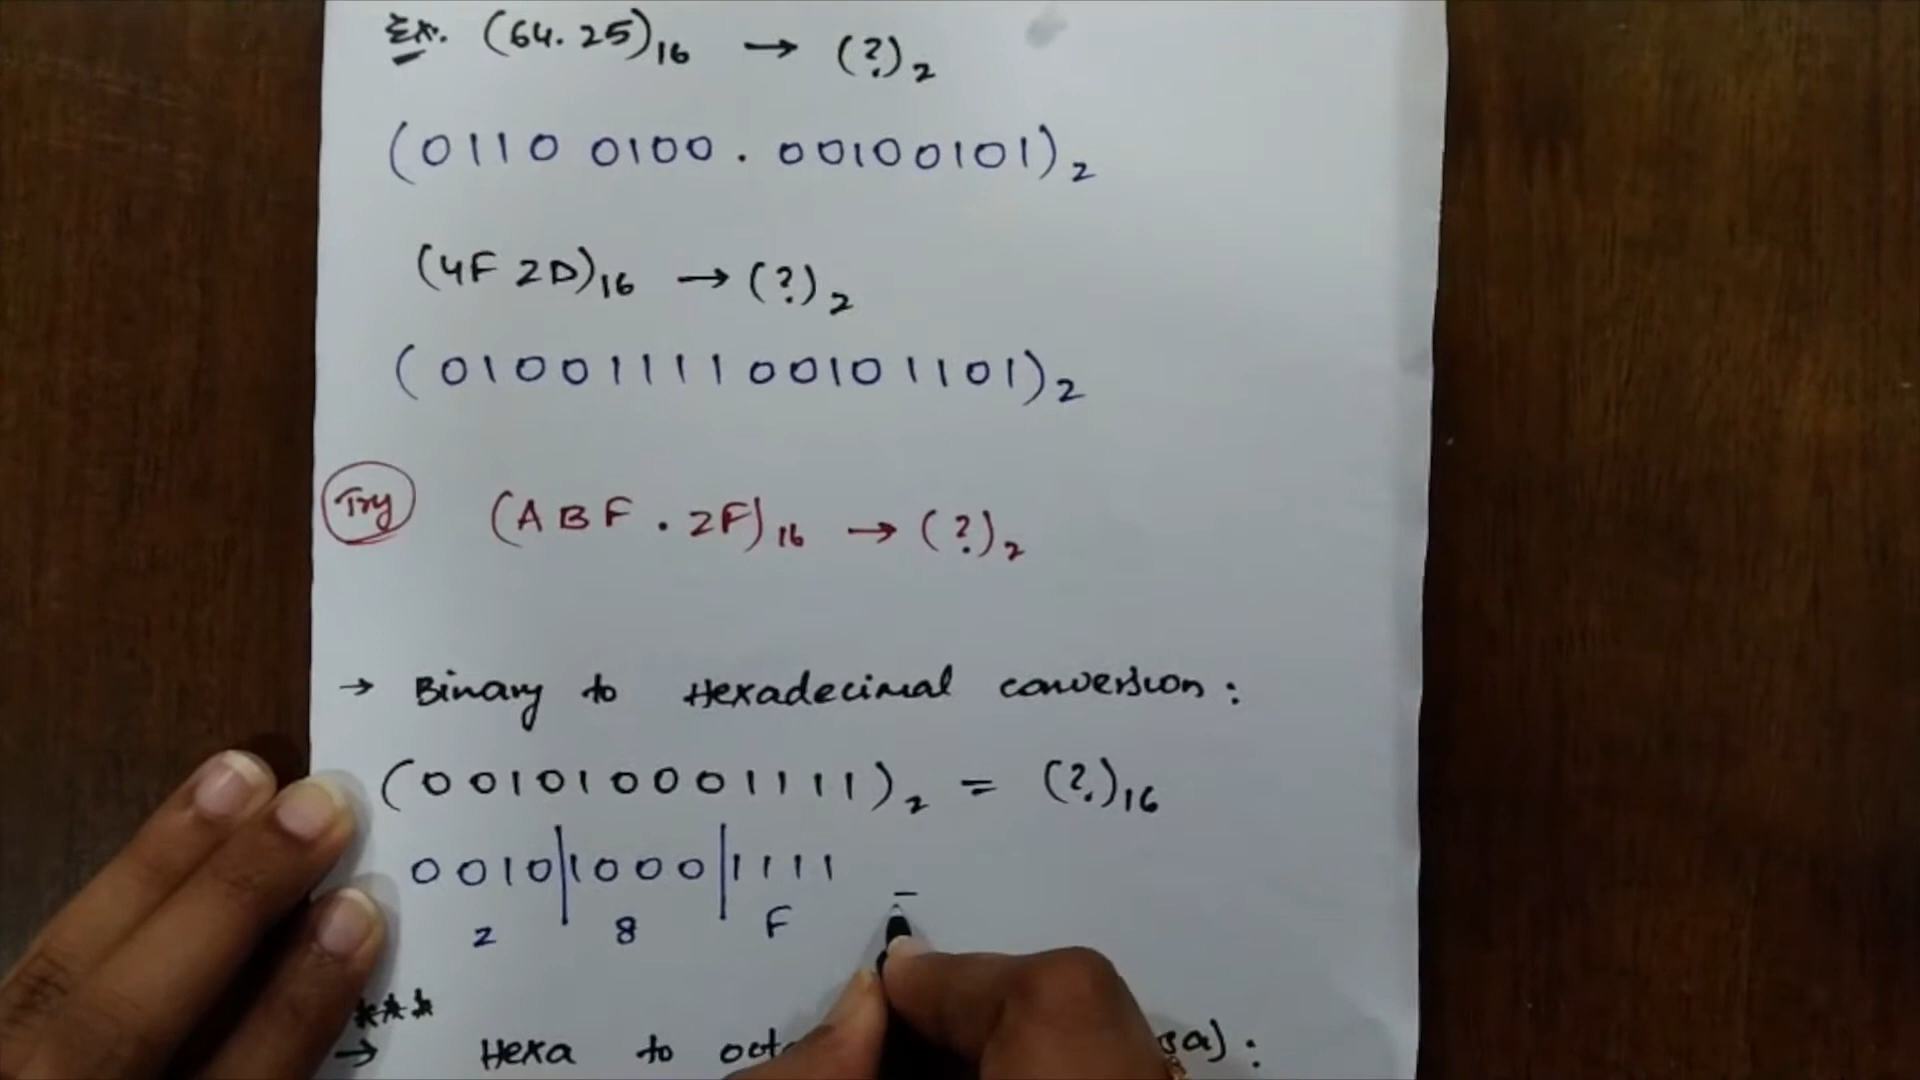 Ex. (64.25)16 → (?)2
(0110 0100 . 00100101)2
(4F 2D)16 → (?)2
(0100111100101101)2
Try (ABF . 2F)16 → (?)2
→ Binary to Hexadecimal conversion :
(001010001111)2 = (?)16
0010|1000|1111
2 8 F
***
→ Hexa to :